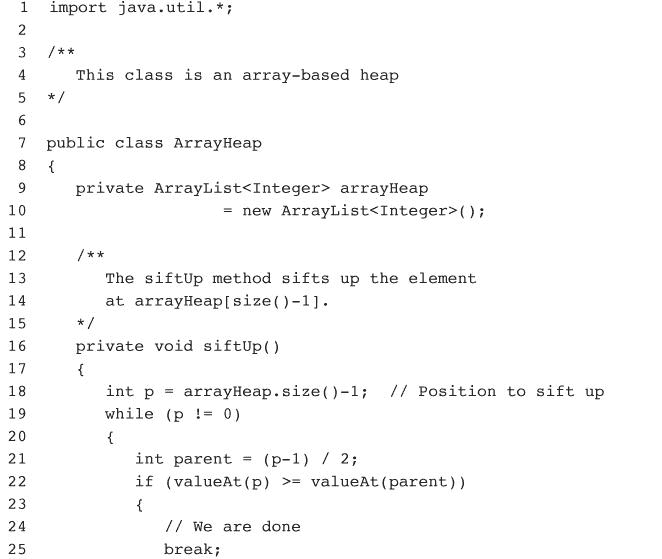 1 import java.util.*;
2
3 /**
4 This class is an array-based heap
5 */
6
7 public class ArrayHeap
8 {
9 private ArrayList<Integer> arrayHeap
10 = new ArrayList<Integer>();
11
12 /**
13 The siftUp method sifts up the element
14 at arrayHeap[size()-1].
15 */
16 private void siftUp()
17 {
18 int p = arrayHeap.size()-1; // Position to sift up
19 while (p != 0)
20 {
21 int parent = (p-1) / 2;
22 if (valueAt(p) >= valueAt(parent))
23 {
24 // We are done
25 break;